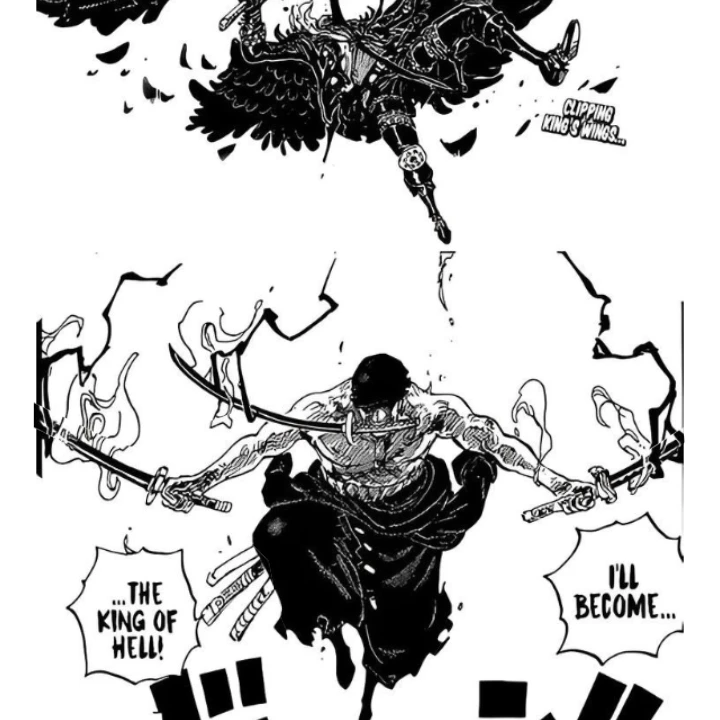 CLIPPING
KING'S WINGS...
I'LL
BECOME...
...THE
KING OF
HELL!